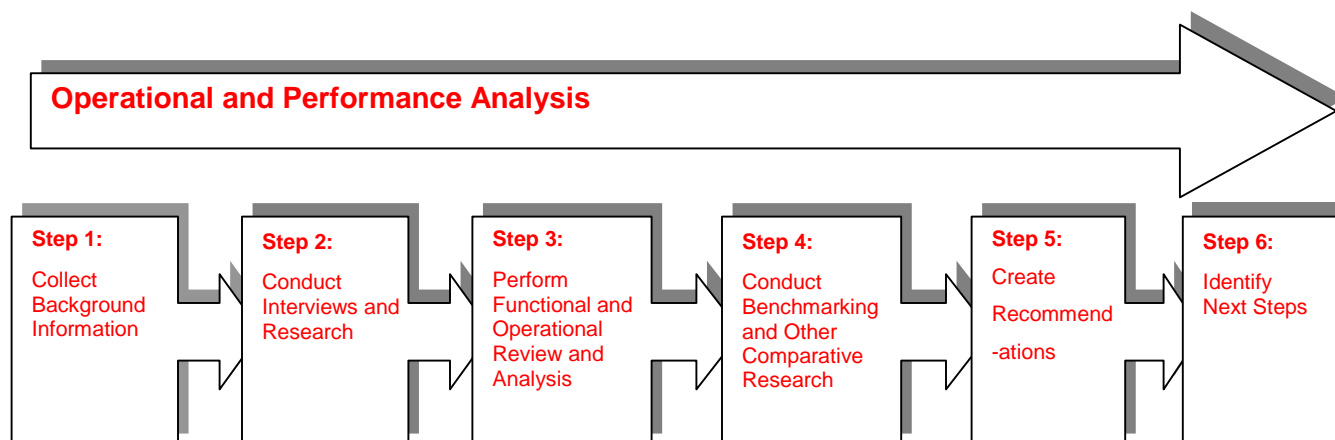 Operational and Performance Analysis
Step 1:
Collect
Background
Information
Step 2:
Conduct
Interviews and
Research
Step 3:
Perform
Functional and
Operational
Review and
Analysis
Step 4:
Conduct
Benchmarking
and Other
Comparative
Research
Step 5:
Create
Recommend
-ations
Step 6:
Identify
Next Steps